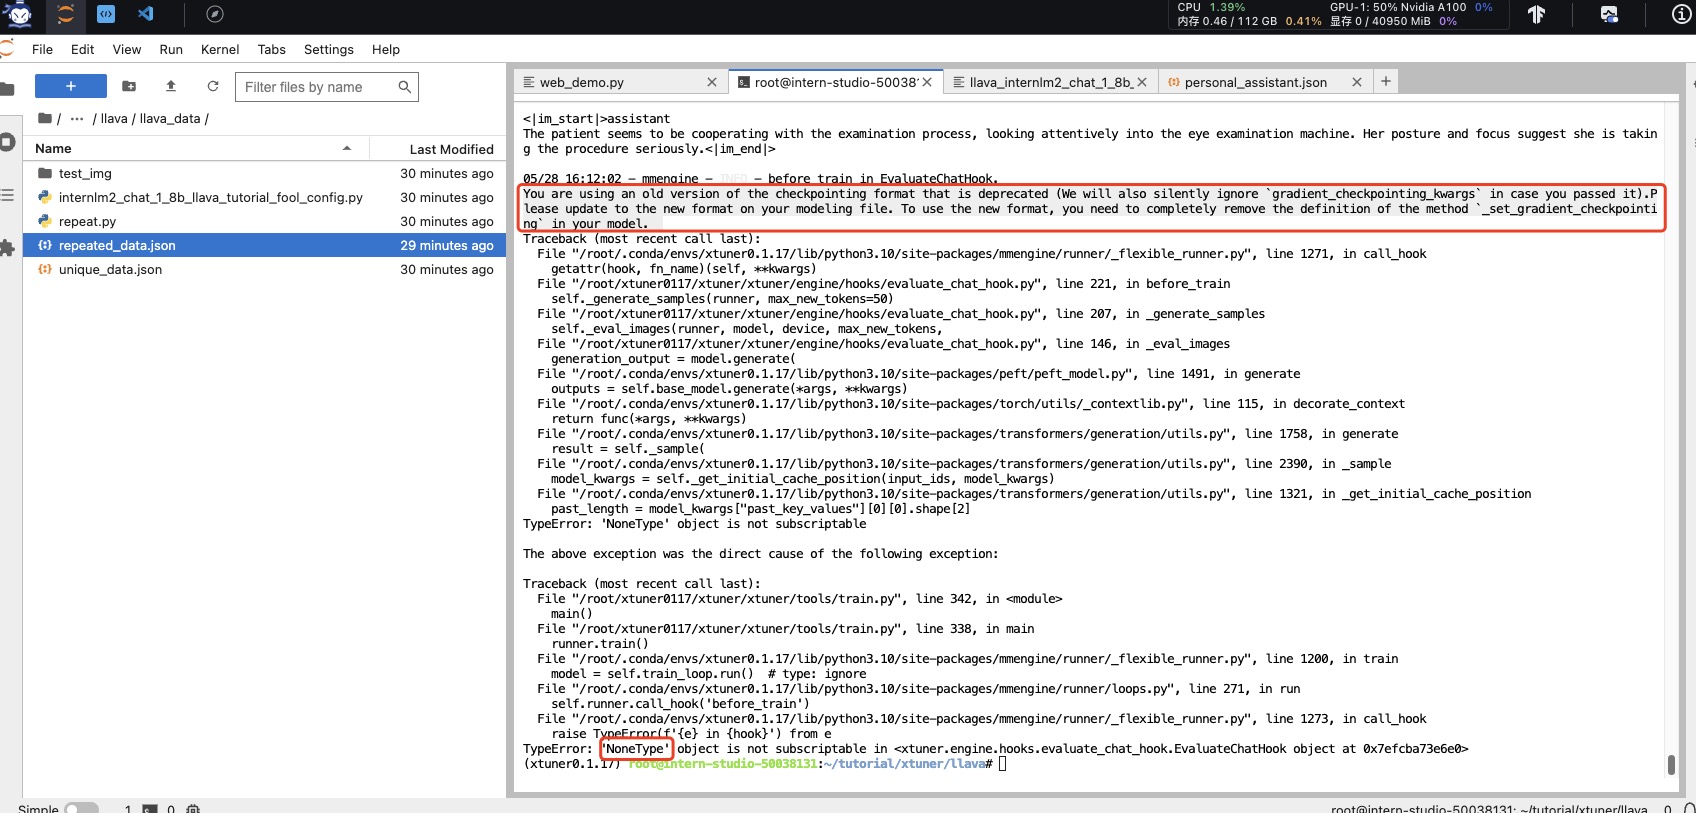 CPU 1.39% GPU-1: 50% Nvidia A100 0%
内存 0.46 / 112 GB 0.41% 显存 0 / 40950 MiB 0%
File Edit View Run Kernel Tabs Settings Help
+ Filter files by name
/ ··· / llava / llava_data /
Name Last Modified
test_img 30 minutes ago
internlm2_chat_1_8b_llava_tutorial_fool_config.py 30 minutes ago
repeat.py 30 minutes ago
repeated_data.json 29 minutes ago
unique_data.json 30 minutes ago
web_demo.py root@intern-studio-50038 llava_internlm2_chat_1_8b_ personal_assistant.json +
<|im_start|>assistant
The patient seems to be cooperating with the examination process, looking attentively into the eye examination machine. Her posture and focus suggest she is takin
g the procedure seriously.<|im_end|>
05/28 16:12:02 - mmengine - INFO - before_train in EvaluateChatHook.
You are using an old version of the checkpointing format that is deprecated (We will also silently ignore `gradient_checkpointing_kwargs` in case you passed it).P
lease update to the new format on your modeling file. To use the new format, you need to completely remove the definition of the method `_set_gradient_checkpointi
ng` in your model.
Traceback (most recent call last):
File "/root/.conda/envs/xtuner0.1.17/lib/python3.10/site-packages/mmengine/runner/_flexible_runner.py", line 1271, in call_hook
getattr(hook, fn_name)(self, **kwargs)
File "/root/xtuner0117/xtuner/xtuner/engine/hooks/evaluate_chat_hook.py", line 221, in before_train
self._generate_samples(runner, max_new_tokens=50)
File "/root/xtuner0117/xtuner/xtuner/engine/hooks/evaluate_chat_hook.py", line 207, in _generate_samples
self._eval_images(runner, model, device, max_new_tokens,
File "/root/xtuner0117/xtuner/xtuner/engine/hooks/evaluate_chat_hook.py", line 146, in _eval_images
generation_output = model.generate(
File "/root/.conda/envs/xtuner0.1.17/lib/python3.10/site-packages/peft/peft_model.py", line 1491, in generate
outputs = self.base_model.generate(*args, **kwargs)
File "/root/.conda/envs/xtuner0.1.17/lib/python3.10/site-packages/torch/utils/_contextlib.py", line 115, in decorate_context
return func(*args, **kwargs)
File "/root/.conda/envs/xtuner0.1.17/lib/python3.10/site-packages/transformers/generation/utils.py", line 1758, in generate
result = self._sample(
File "/root/.conda/envs/xtuner0.1.17/lib/python3.10/site-packages/transformers/generation/utils.py", line 2390, in _sample
model_kwargs = self._get_initial_cache_position(input_ids, model_kwargs)
File "/root/.conda/envs/xtuner0.1.17/lib/python3.10/site-packages/transformers/generation/utils.py", line 1321, in _get_initial_cache_position
past_length = model_kwargs["past_key_values"][0][0].shape[2]
TypeError: 'NoneType' object is not subscriptable
The above exception was the direct cause of the following exception:
Traceback (most recent call last):
File "/root/xtuner0117/xtuner/xtuner/tools/train.py", line 342, in <module>
main()
File "/root/xtuner0117/xtuner/xtuner/tools/train.py", line 338, in main
runner.train()
File "/root/.conda/envs/xtuner0.1.17/lib/python3.10/site-packages/mmengine/runner/_flexible_runner.py", line 1200, in train
model = self.train_loop.run()  # type: ignore
File "/root/.conda/envs/xtuner0.1.17/lib/python3.10/site-packages/mmengine/runner/loops.py", line 271, in run
self.runner.call_hook('before_train')
File "/root/.conda/envs/xtuner0.1.17/lib/python3.10/site-packages/mmengine/runner/_flexible_runner.py", line 1273, in call_hook
raise TypeError(f'{e} in {hook}') from e
TypeError: 'NoneType' object is not subscriptable in <xtuner.engine.hooks.evaluate_chat_hook.EvaluateChatHook object at 0x7efcba73e6e0>
(xtuner0.1.17) root@intern-studio-50038131:~/tutorial/xtuner/llava#
Simple 1 0 root@intern-studio-50038131: ~/tutorial/xtuner/llava 0